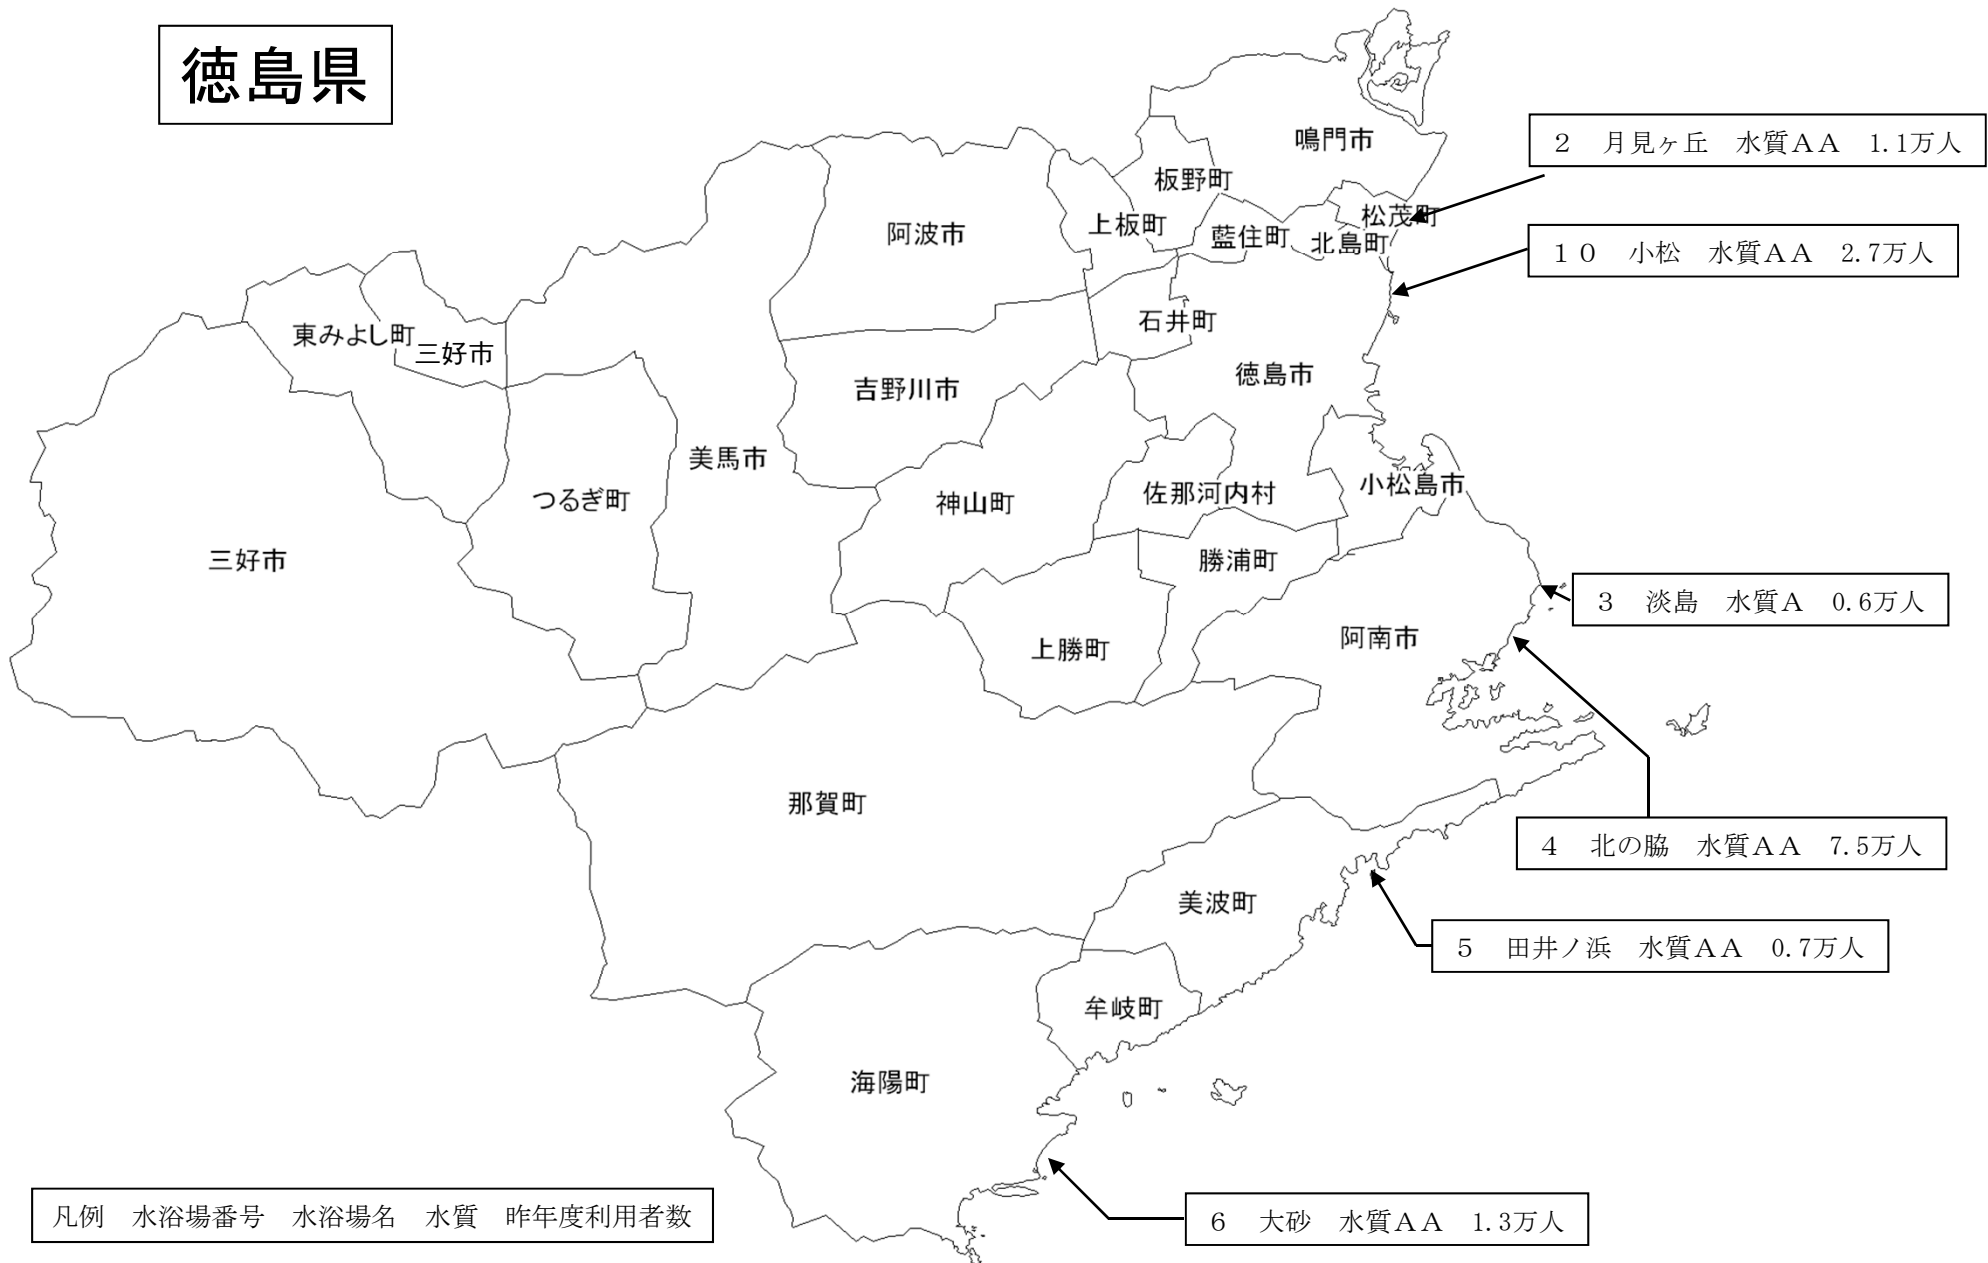 徳島県
鳴門市
２　月見ヶ丘　水質ＡＡ　1.1万人
板野町
松茂町
上板町
阿波市
藍住町
北島町
１０　小松　水質ＡＡ　2.7万人
石井町
東みよし町
三好市
徳島市
吉野川市
美馬市
小松島市
つるぎ町
神山町
佐那河内村
三好市
勝浦町
３　淡島　水質Ａ　0.6万人
阿南市
上勝町
那賀町
４　北の脇　水質ＡＡ　7.5万人
美波町
５　田井ノ浜　水質ＡＡ　0.7万人
牟岐町
海陽町
凡例　水浴場番号　水浴場名　水質　昨年度利用者数
６　大砂　水質ＡＡ　1.3万人